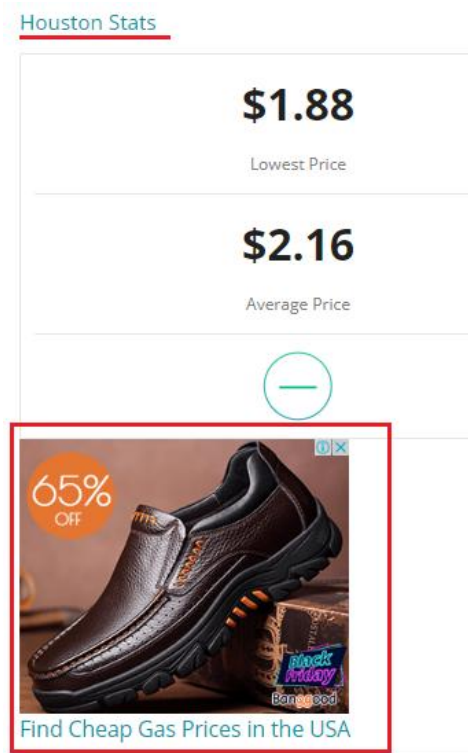 Houston Stats
$1.88
Lowest Price
$2.16
Average Price
65%
OFF
Black
Friday
Banggood
Find Cheap Gas Prices in the USA